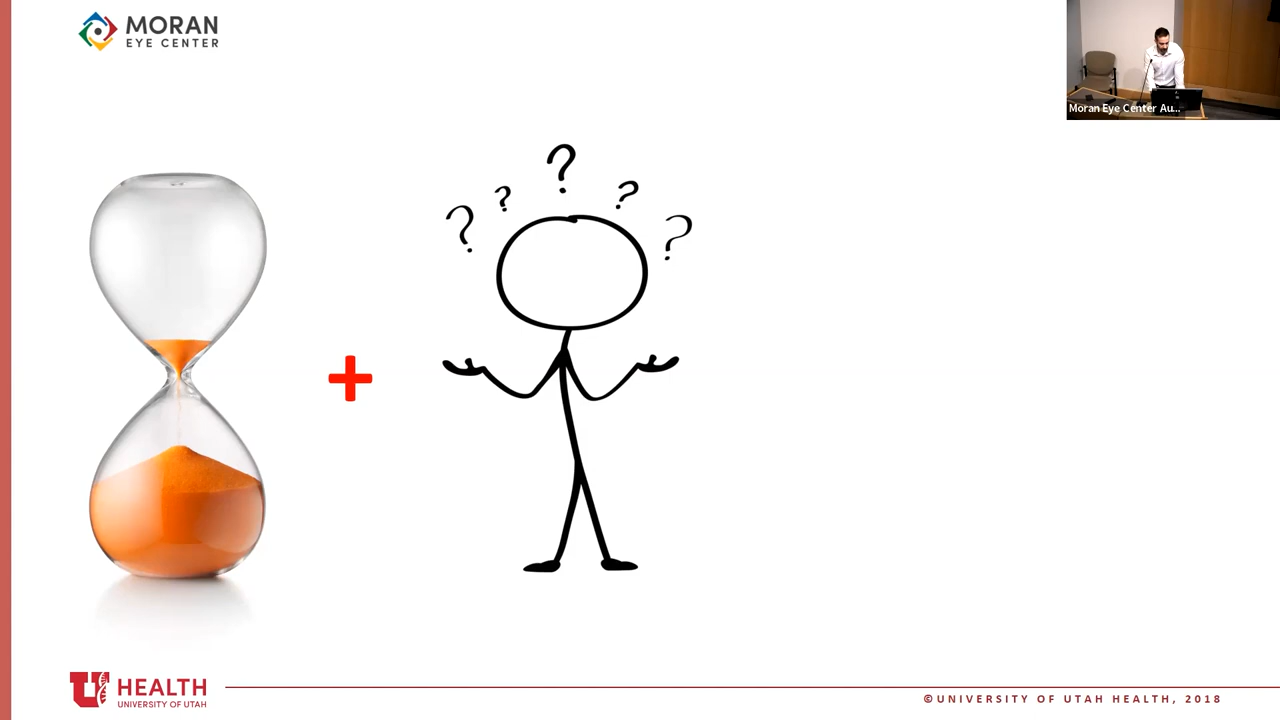 MORAN
EYE CENTER
Moran Eye Center Au...
?
? ?
? ?
+
U HEALTH
UNIVERSITY OF UTAH
©UNIVERSITY OF UTAH HEALTH, 2018